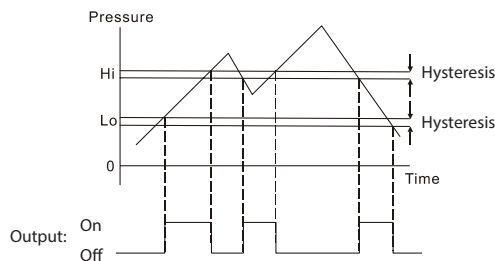 Pressure
Hi
Hysteresis
Lo
Hysteresis
0
Time
Output:
On
Off